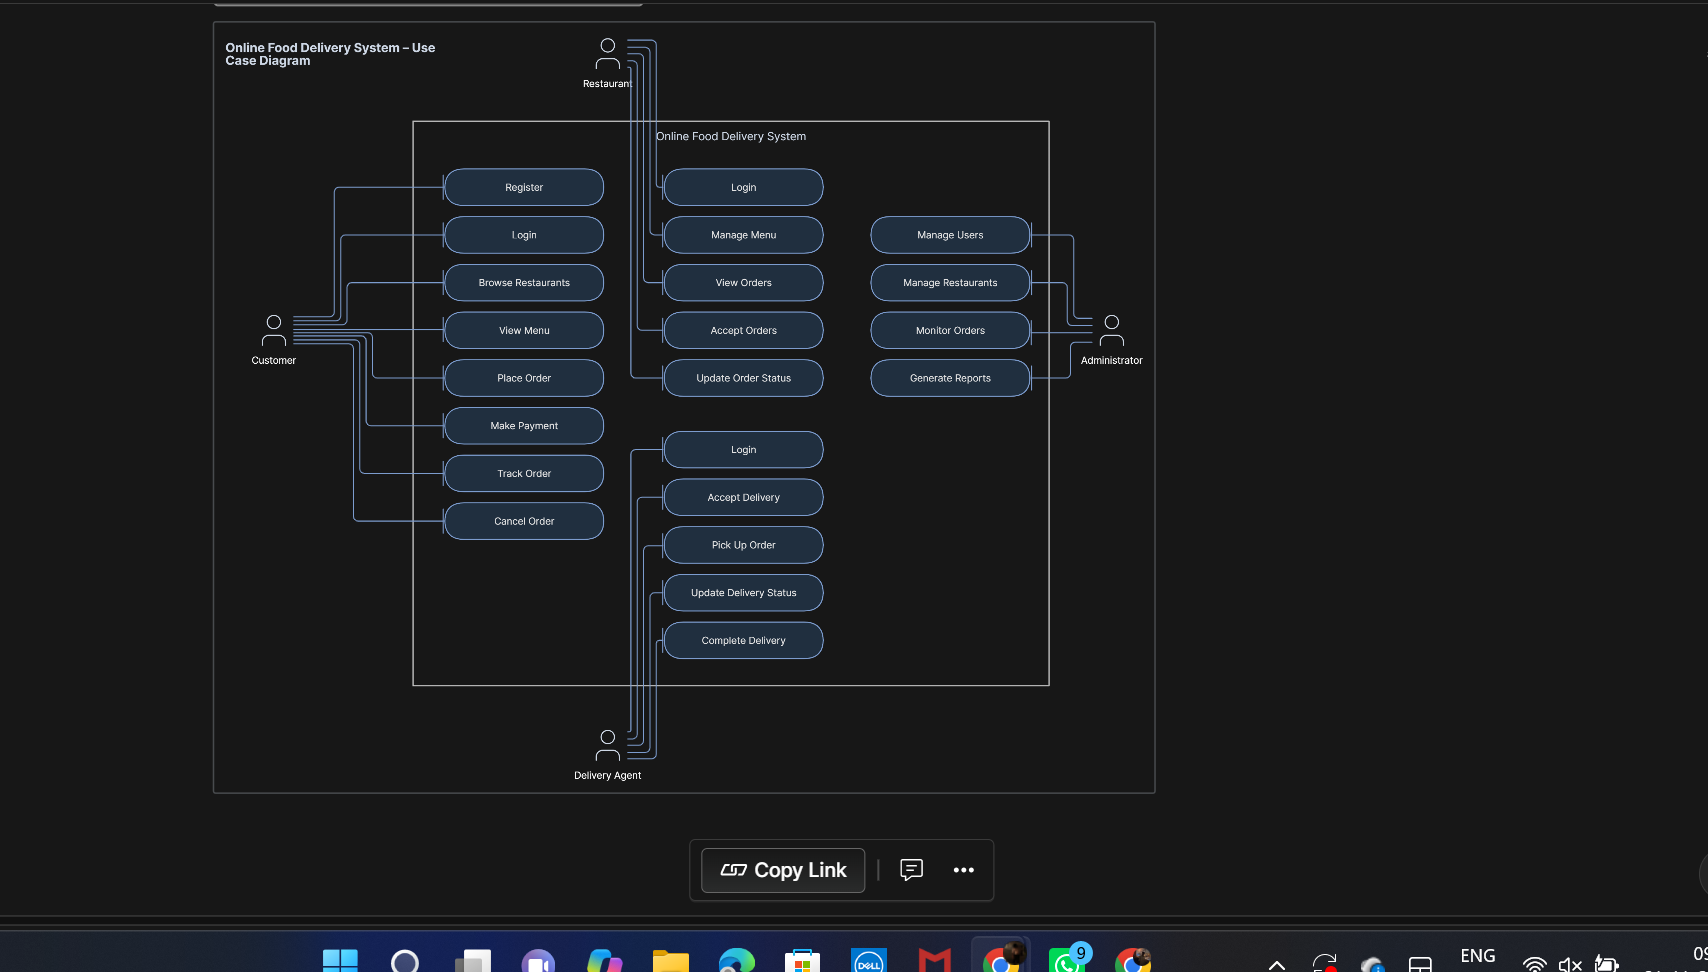 Online Food Delivery System – Use
Case Diagram
Restaurant
Online Food Delivery System
Register
Login
Browse Restaurants
View Menu
Place Order
Make Payment
Track Order
Cancel Order
Login
Manage Menu
View Orders
Accept Orders
Update Order Status
Login
Accept Delivery
Pick Up Order
Update Delivery Status
Complete Delivery
Manage Users
Manage Restaurants
Monitor Orders
Generate Reports
Customer
Administrator
Delivery Agent
Copy Link
DELL
9
ENG